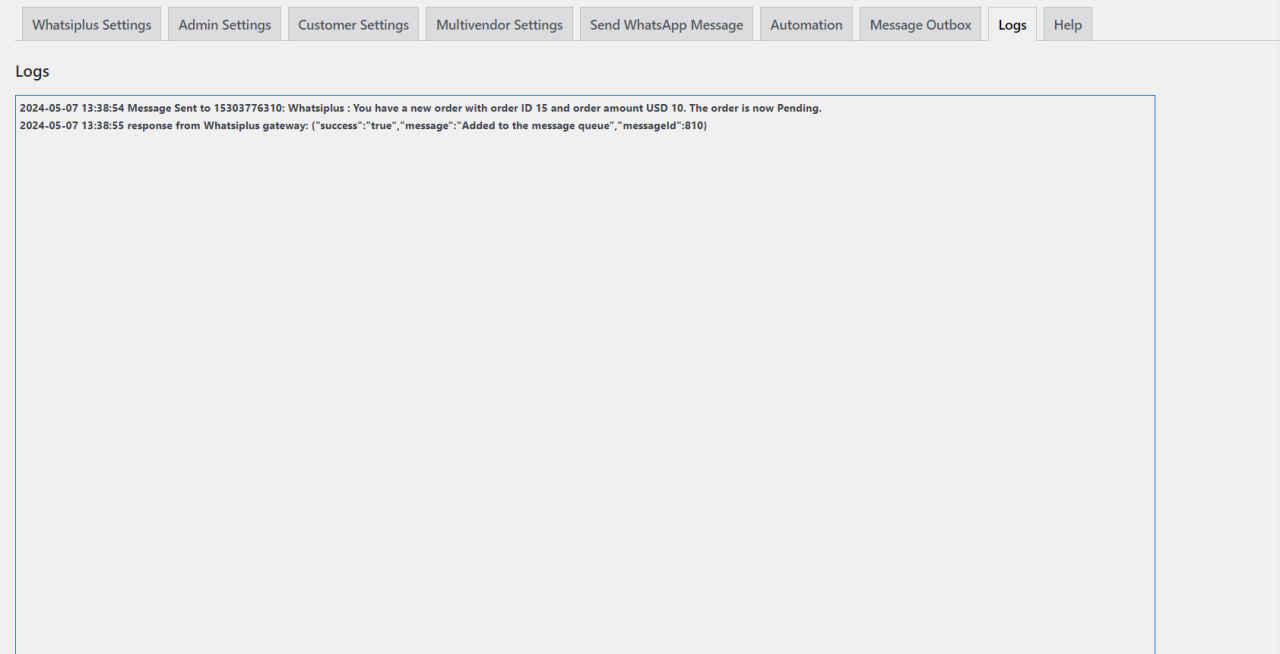 Whatsiplus Settings Admin Settings Customer Settings Multivendor Settings Send WhatsApp Message Automation Message Outbox Logs Help
Logs
2024-05-07 13:38:54 Message Sent to 15303776310: Whatsiplus : You have a new order with order ID 15 and order amount USD 10. The order is now Pending.
2024-05-07 13:38:55 response from Whatsiplus gateway: {"success":"true","message":"Added to the message queue","messageId":810}